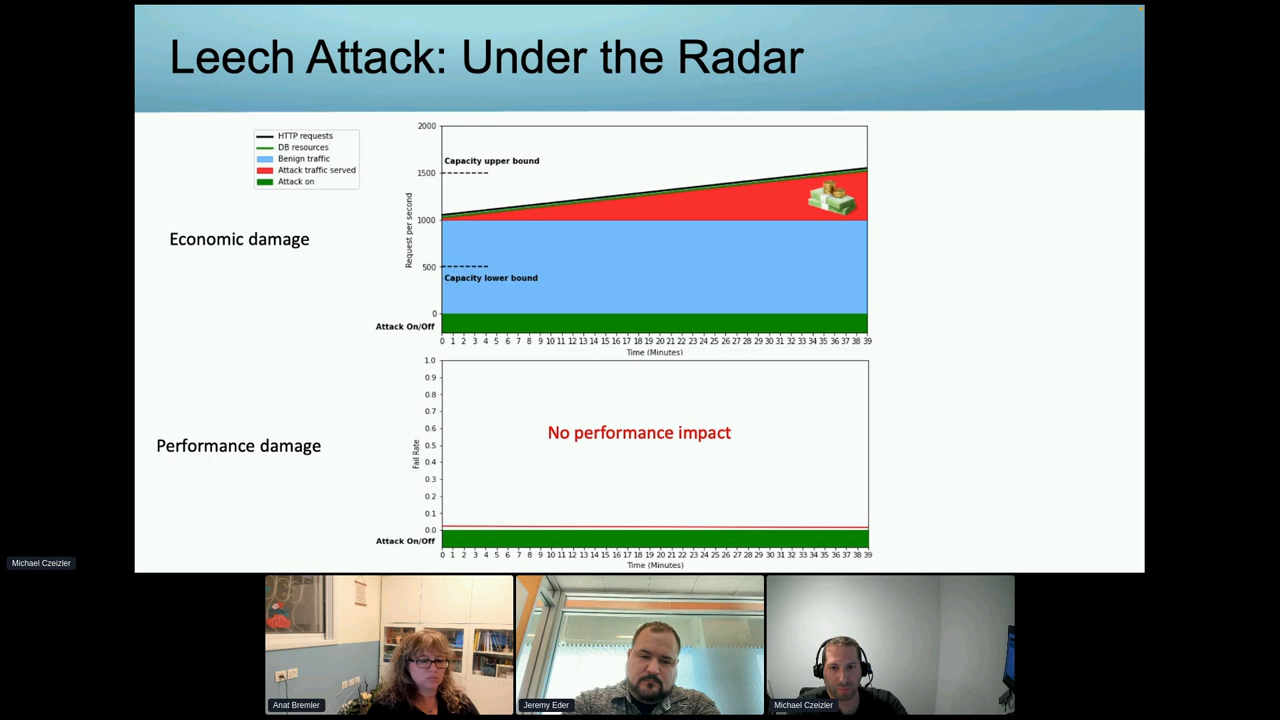 Leech Attack: Under the Radar
HTTP requests
DB resources
Benign traffic
Attack traffic served
Attack on
Economic damage
2000
1500
1000
500
0
Request per second
Capacity upper bound
Capacity lower bound
Attack On/Off
0 1 2 3 4 5 6 7 8 9 10 11 12 13 14 15 16 17 18 19 20 21 22 23 24 25 26 27 28 29 30 31 32 33 34 35 36 37 38 39
Time (Minutes)
Performance damage
1.0
0.9
0.8
0.7
0.6
0.5
0.4
0.3
0.2
0.1
0.0
Fail Rate
No performance impact
Attack On/Off
0 1 2 3 4 5 6 7 8 9 10 11 12 13 14 15 16 17 18 19 20 21 22 23 24 25 26 27 28 29 30 31 32 33 34 35 36 37 38 39
Time (Minutes)
Michael Czeizler
Anat Bremler
Jeremy Eder
Michael Czeizler